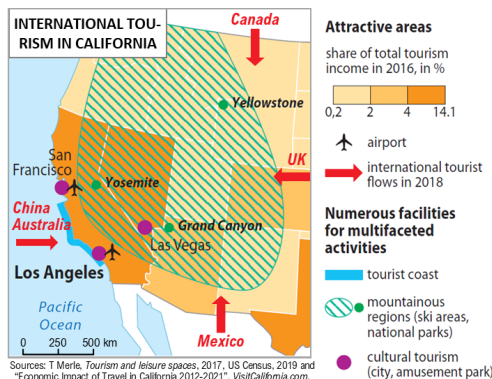 INTERNATIONAL TOU-
RISM IN CALIFORNIA
Canada
Yellowstone
UK
San
Francisco
Yosemite
China
Australia
Grand Canyon
Las Vegas
Los Angeles
Pacific
Ocean
Mexico
0 250 500 km
Attractive areas
share of total tourism
income in 2016, in %
0,2 2 4 14.1
airport
international tourist
flows in 2018
Numerous facilities
for multifaceted
activities
tourist coast
mountainous
regions (ski areas,
national parks)
cultural tourism
(city, amusement park)
Sources: T Merle, Tourism and leisure spaces, 2017, US Census, 2019 and
"Economic Impact of Travel in California 2012-2021", VisitCalifornia.com.